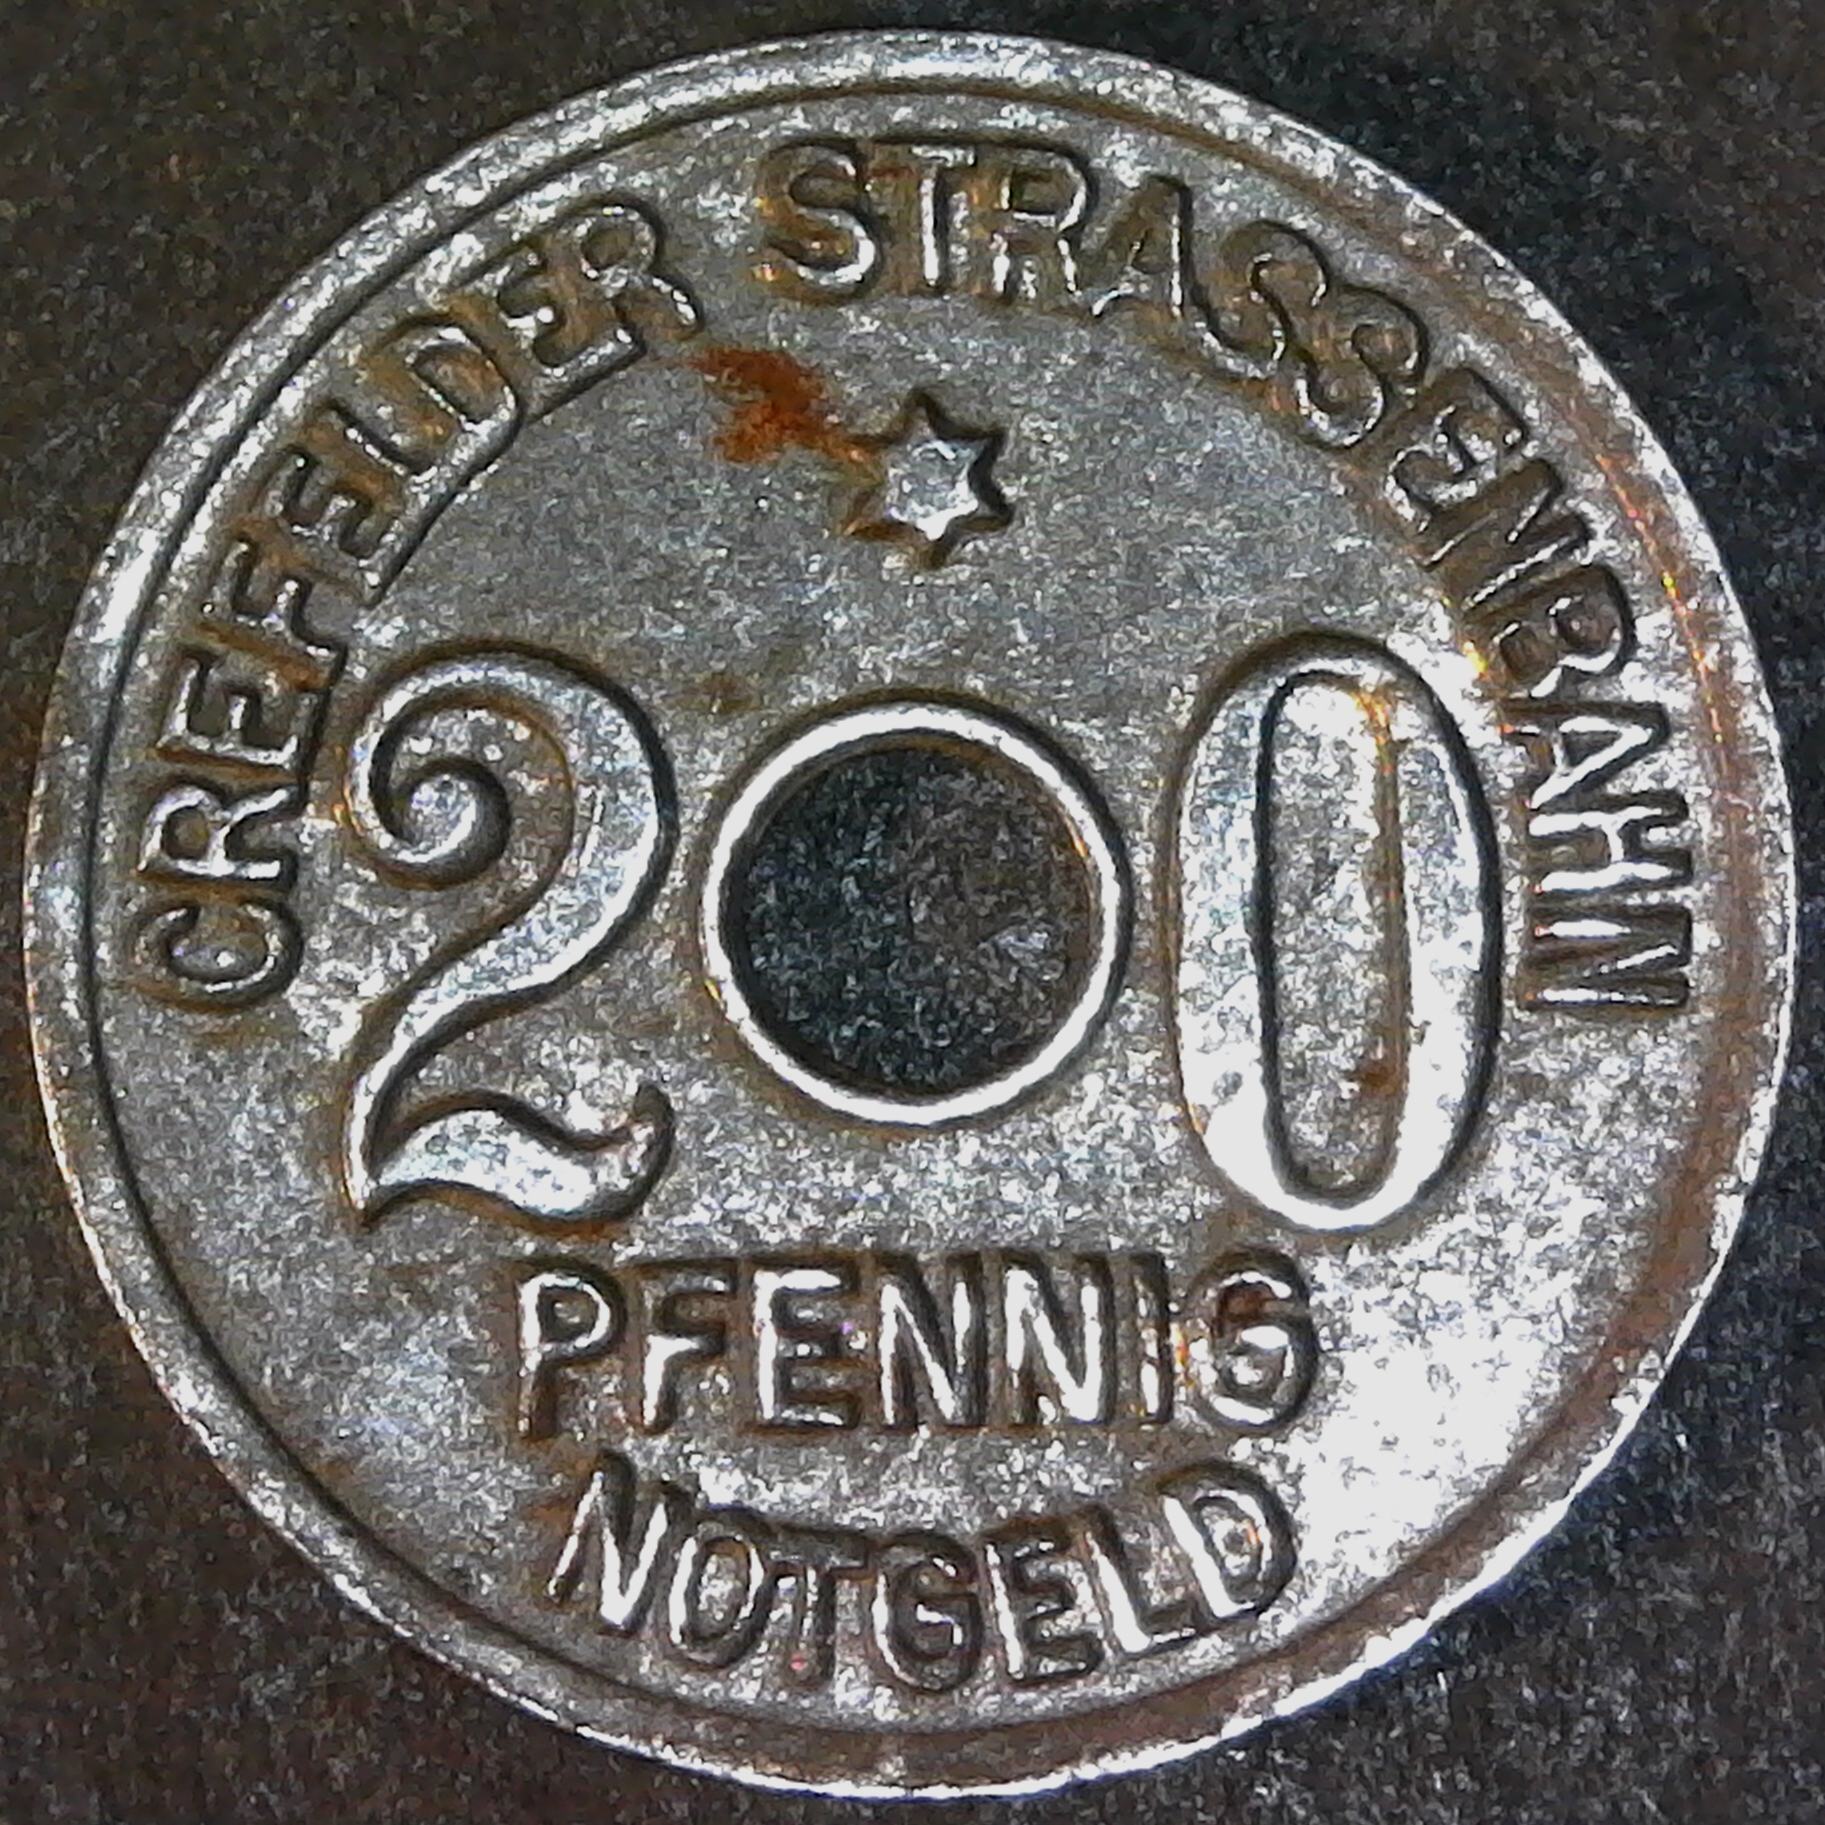 CREFELDER STRASSENBAHN
20
PFENNIG
NOTGELD